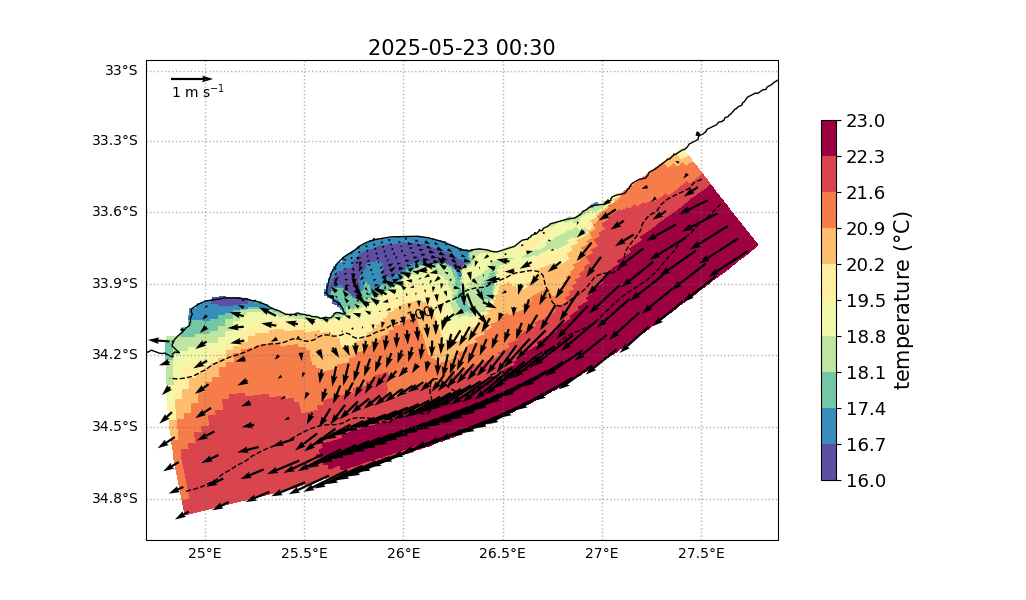 2025-05-23 00:30
1 m s⁻¹
33°S
33.3°S
33.6°S
33.9°S
34.2°S
34.5°S
34.8°S
25°E
25.5°E
26°E
26.5°E
27°E
27.5°E
100
23.0
22.3
21.6
20.9
20.2
19.5
18.8
18.1
17.4
16.7
16.0
temperature (°C)